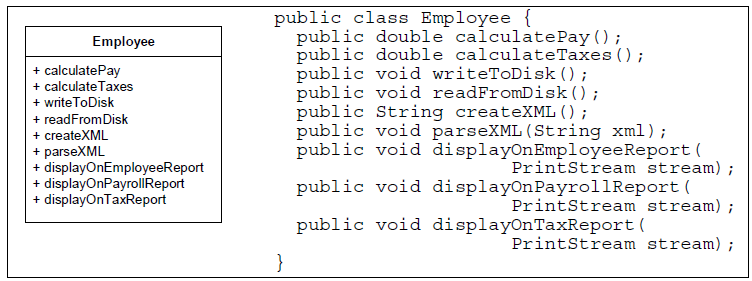 Employee
+ calculatePay
+ calculateTaxes
+ writeToDisk
+ readFromDisk
+ createXML
+ parseXML
+ displayOnEmployeeReport
+ displayOnPayrollReport
+ displayOnTaxReport
public class Employee {
public double calculatePay();
public double calculateTaxes();
public void writeToDisk();
public void readFromDisk();
public String createXML();
public void parseXML(String xml);
public void displayOnEmployeeReport(
PrintStream stream);
public void displayOnPayrollReport(
PrintStream stream);
public void displayOnTaxReport(
PrintStream stream);
}